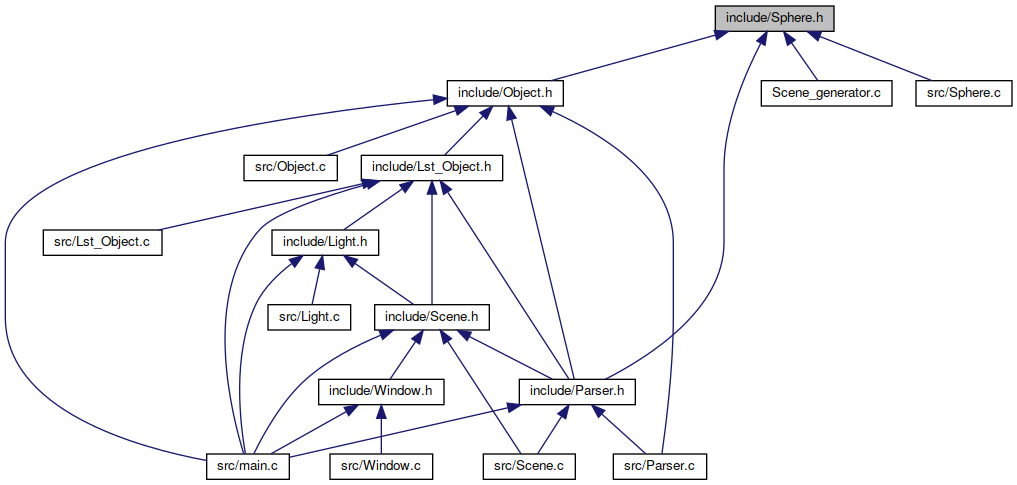 include/Sphere.h
include/Object.h
Scene_generator.c
src/Sphere.c
src/Object.c
include/Lst_Object.h
src/Lst_Object.c
include/Light.h
src/Light.c
include/Scene.h
include/Window.h
include/Parser.h
src/main.c
src/Window.c
src/Scene.c
src/Parser.c